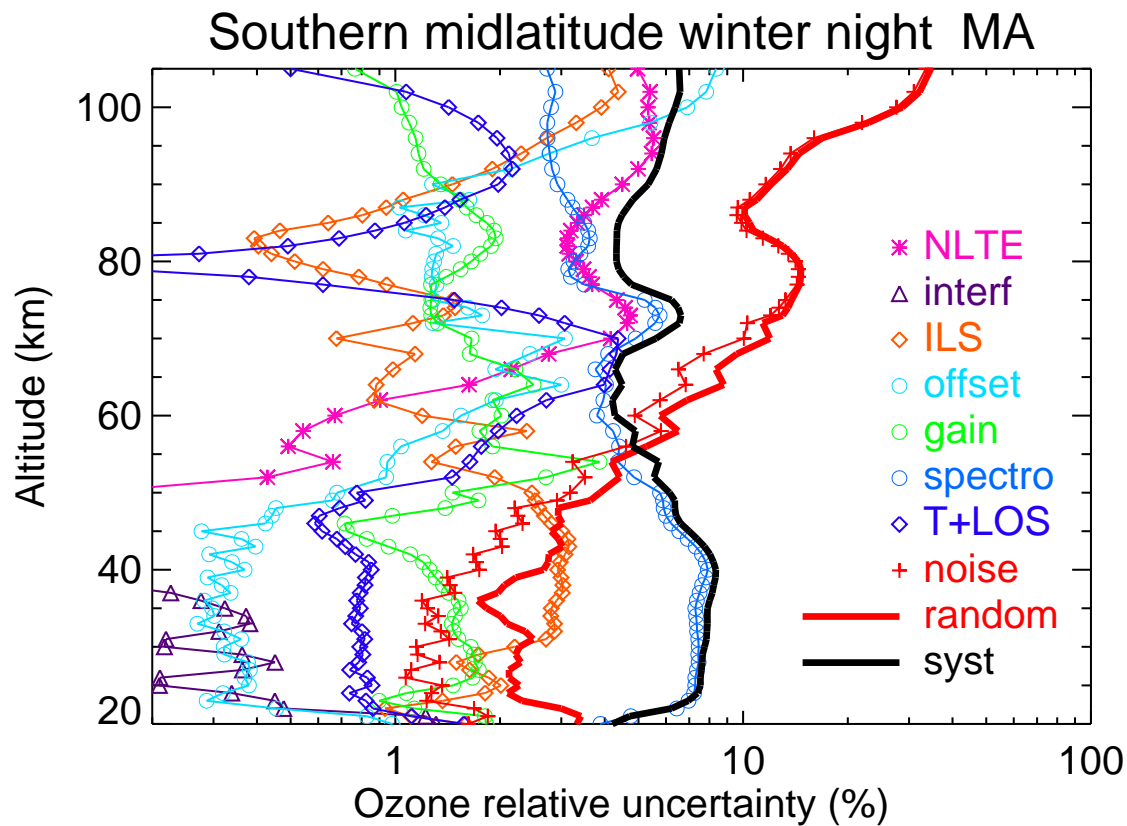 Southern midlatitude winter night  MA
100
80
60
40
20
Altitude (km)
NLTE
interf
ILS
offset
gain
spectro
T+LOS
noise
random
syst
1
10
100
Ozone relative uncertainty (%)